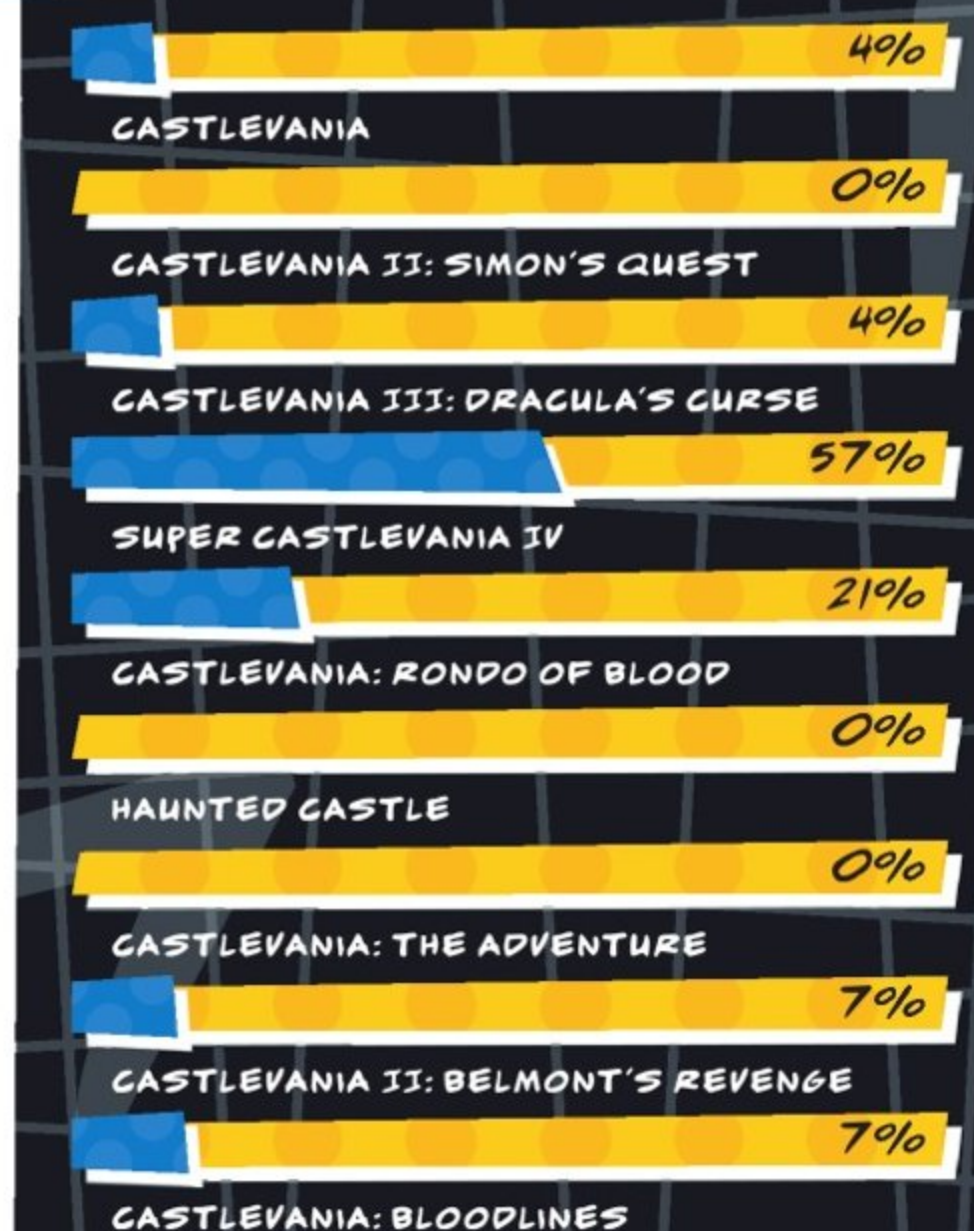 4%
CASTLEVANIA
0%
CASTLEVANIA II: SIMON'S QUEST
4%
CASTLEVANIA III: DRACULA'S CURSE
57%
SUPER CASTLEVANIA IV
21%
CASTLEVANIA: RONDO OF BLOOD
0%
HAUNTED CASTLE
0%
CASTLEVANIA: THE ADVENTURE
7%
CASTLEVANIA II: BELMONT'S REVENGE
7%
CASTLEVANIA: BLOODLINES